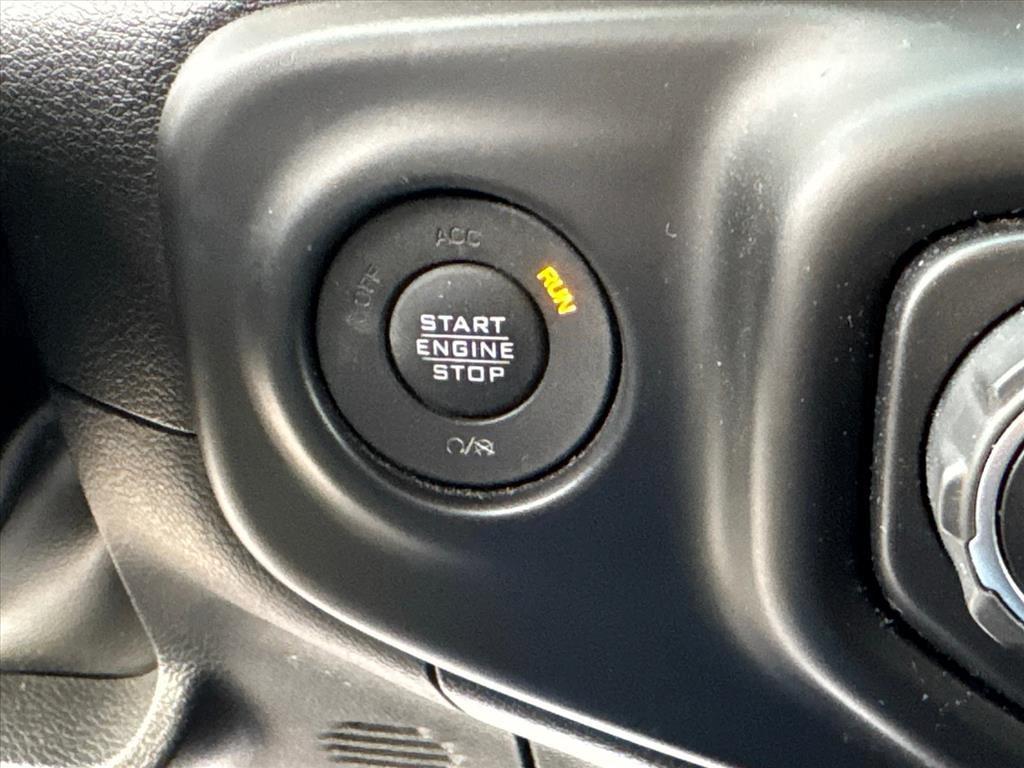 ACC
OFF
RUN
START
ENGINE
STOP